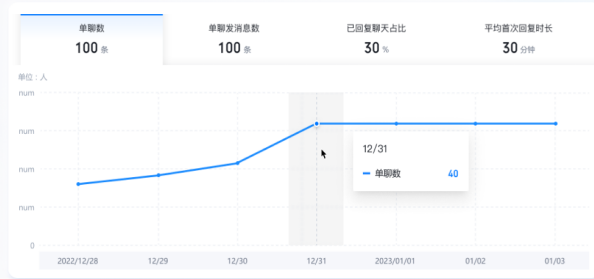 单聊数 单聊发消息数 已回复聊天占比 平均首次回复时长
100 条 100 条 30 % 30 分钟
单位：人
num
num
num
num
0
12/31
单聊数 40
2022/12/28 12/29 12/30 12/31 2023/01/01 01/02 01/03